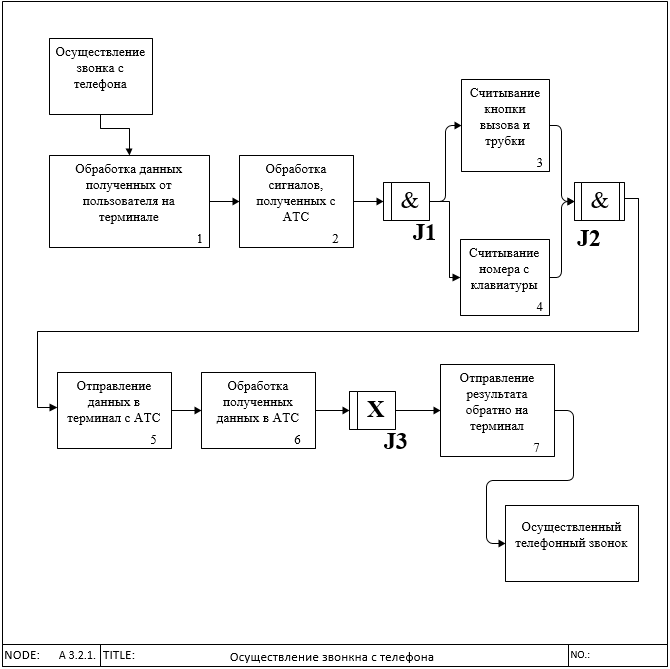 Осуществление
звонка с
телефона
Обработка данных
полученных от
пользователя на
терминале
1
Обработка
сигналов,
полученных с
АТС
2
&
J1
Считывание
кнопки
вызова и
трубки
3
Считывание
номера с
клавиатуры
4
&
J2
Отправление
данных в
терминал с АТС
5
Обработка
полученных
данных в АТС
6
X
J3
Отправление
результата
обратно на
терминал
7
Осуществленный
телефонный звонок
NODE: А 3.2.1. TITLE: Осуществление звонкна с телефона NO.: